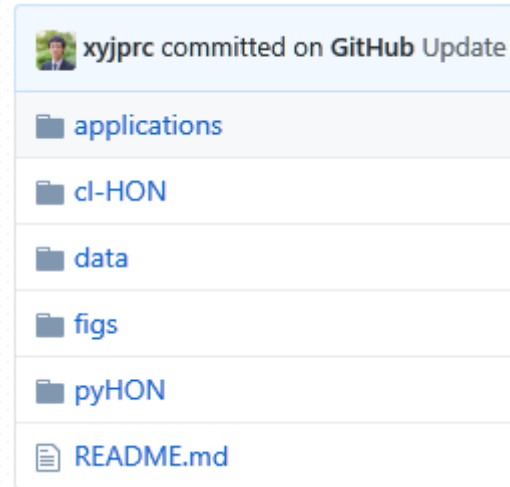 xyjprc committed on GitHub Update
applications
cl-HON
data
figs
pyHON
README.md